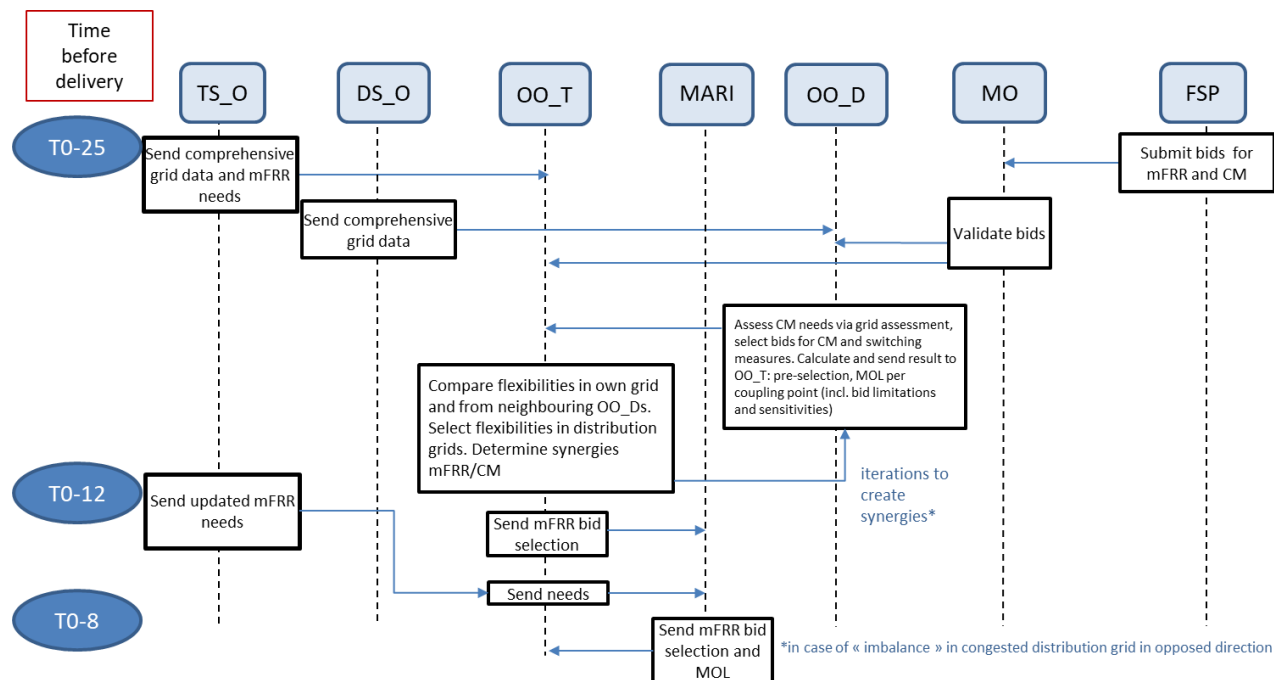 Time
before
delivery
TS_O
DS_O
OO_T
MARI
OO_D
MO
FSP
T0-25
Send comprehensive
grid data and mFRR
needs
Submit bids for
mFRR and CM
Send comprehensive
grid data
Validate bids
Assess CM needs via grid assessment,
select bids for CM and switching
measures. Calculate and send result to
OO_T: pre-selection, MOL per
coupling point (incl. bid limitations
and sensitivities)
Compare flexibilities in own grid
and from neighbouring OO_Ds.
Select flexibilities in distribution
grids. Determine synergies
mFRR/CM
iterations to
create
synergies*
T0-12
Send updated mFRR
needs
Send mFRR bid
selection
Send needs
T0-8
Send mFRR bid
selection and
MOL
*in case of « imbalance » in congested distribution grid in opposed direction